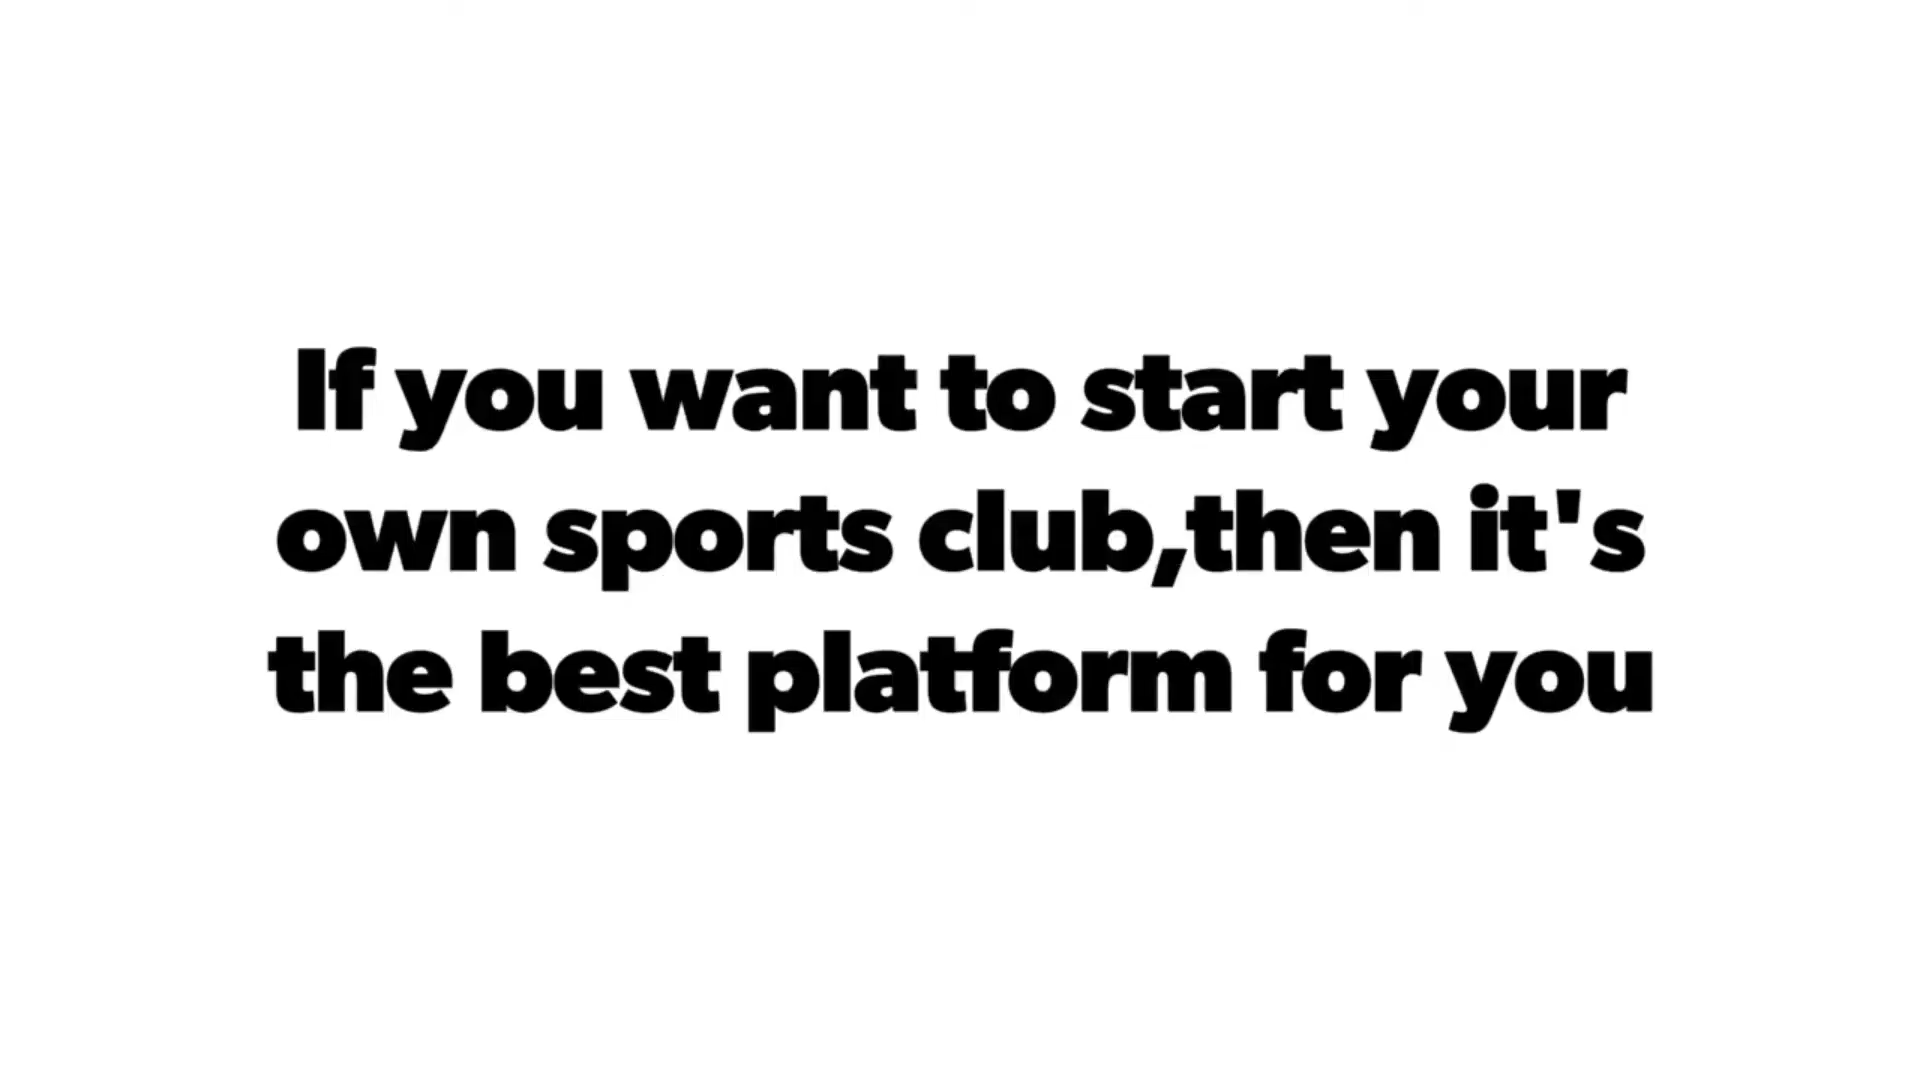 If you want to start your
own sports club,then it's
the best platform for you